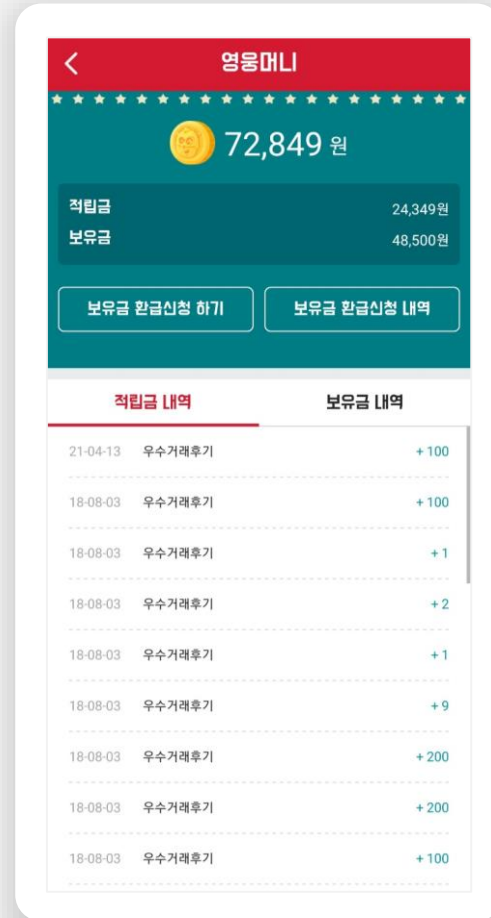 영웅머니
72,849 원
적립금 24,349원
보유금 48,500원
보유금 환급신청 하기 보유금 환급신청 내역
적립금 내역 보유금 내역
21-04-13 우수거래후기 + 100
18-08-03 우수거래후기 + 100
18-08-03 우수거래후기 + 1
18-08-03 우수거래후기 + 2
18-08-03 우수거래후기 + 1
18-08-03 우수거래후기 + 9
18-08-03 우수거래후기 + 200
18-08-03 우수거래후기 + 200
18-08-03 우수거래후기 + 100